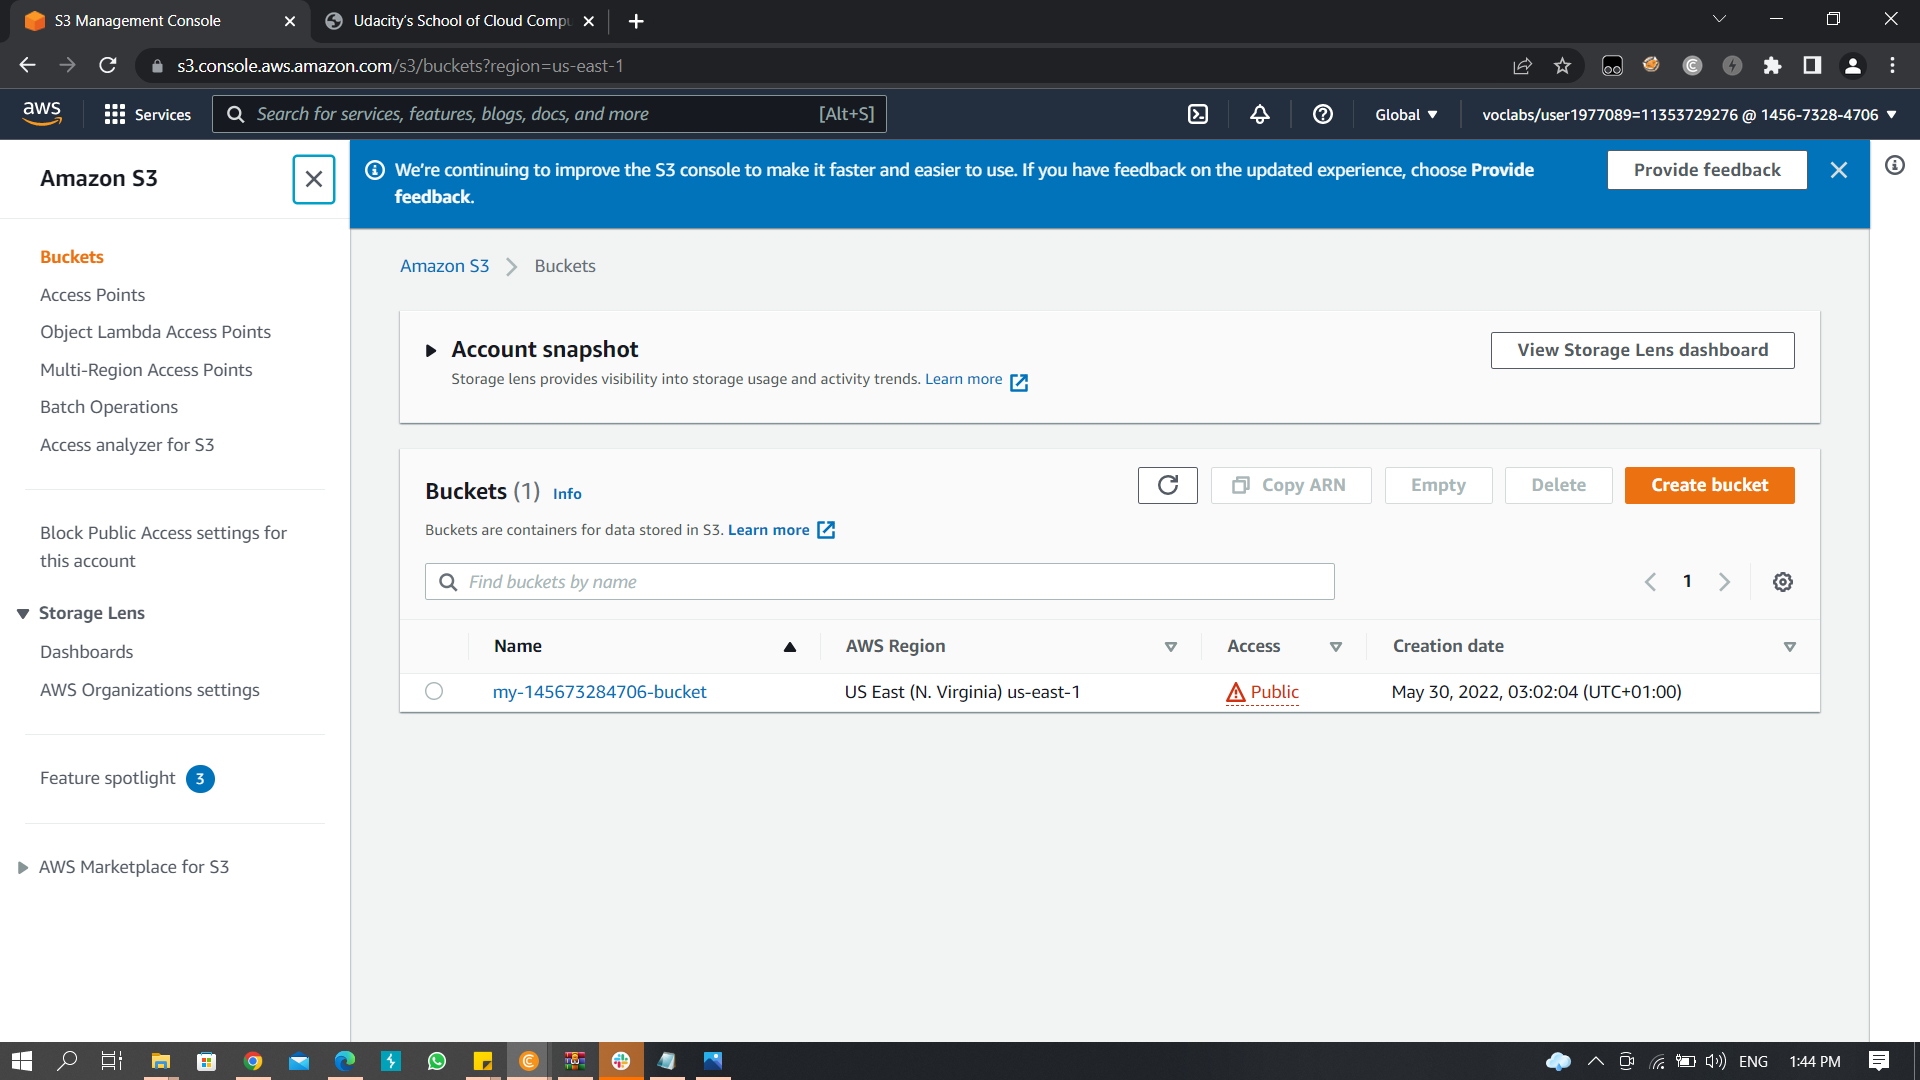 S3 Management Console
Udacity's School of Cloud Compu
s3.console.aws.amazon.com/s3/buckets?region=us-east-1
aws
Services
Search for services, features, blogs, docs, and more
[Alt+S]
Global
voclabs/user1977089=11353729276 @ 1456-7328-4706
Amazon S3
Buckets
Access Points
Object Lambda Access Points
Multi-Region Access Points
Batch Operations
Access analyzer for S3
Block Public Access settings for
this account
Storage Lens
Dashboards
AWS Organizations settings
Feature spotlight 3
AWS Marketplace for S3
We're continuing to improve the S3 console to make it faster and easier to use. If you have feedback on the updated experience, choose Provide
feedback.
Provide feedback
Amazon S3 Buckets
Account snapshot
Storage lens provides visibility into storage usage and activity trends. Learn more
View Storage Lens dashboard
Buckets (1) Info
Buckets are containers for data stored in S3. Learn more
Copy ARN
Empty
Delete
Create bucket
Find buckets by name
1
Name AWS Region Access Creation date
my-145673284706-bucket US East (N. Virginia) us-east-1 Public May 30, 2022, 03:02:04 (UTC+01:00)
ENG 1:44 PM